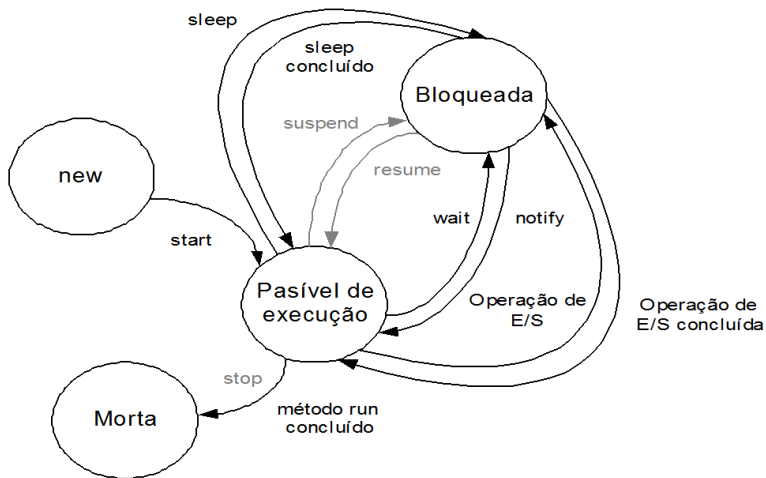 sleep
sleep
concluído
Bloqueada
suspend
resume
new
wait
notify
start
Pasível de
execução
Operação de
E/S
Operação de
E/S concluída
stop
método run
concluído
Morta